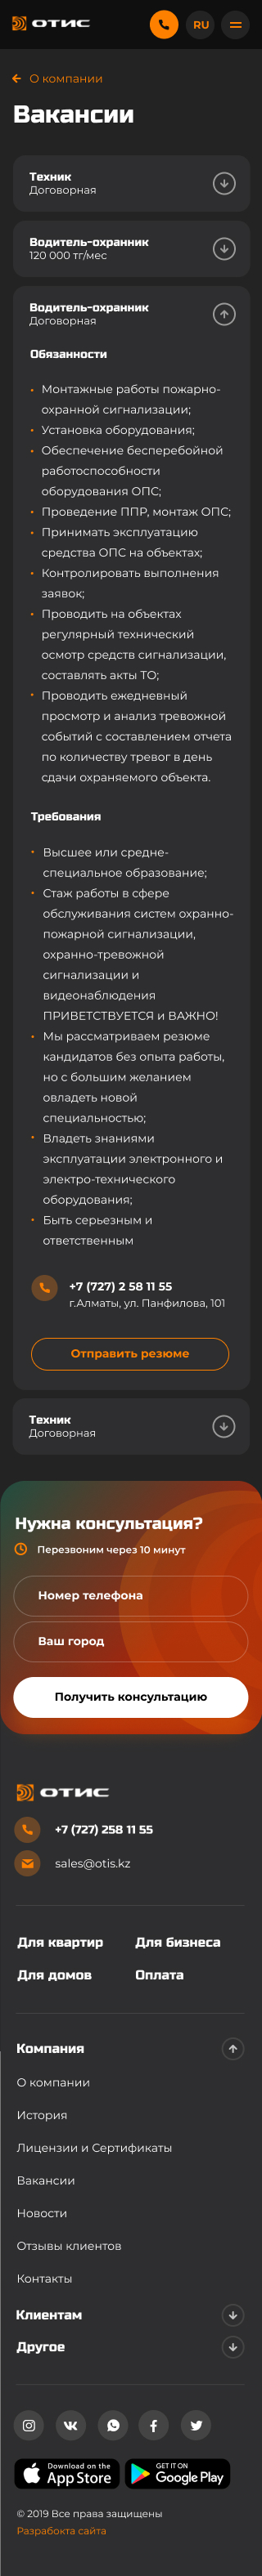 ОТИС
RU
О компании
Вакансии
Техник
Договорная
Водитель-охранник
120 000 тг/мес
Водитель-охранник
Договорная
Обязанности
Монтажные работы пожарно-
охранной сигнализации;
Установка оборудования;
Обеспечение бесперебойной
работоспособности
оборудования ОПС;
Проведение ППР, монтаж ОПС;
Принимать эксплуатацию
средства ОПС на объектах;
Контролировать выполнения
заявок;
Проводить на объектах
регулярный технический
осмотр средств сигнализации,
составлять акты ТО;
Проводить ежедневный
просмотр и анализ тревожной
событий с составлением отчета
по количеству тревог в день
сдачи охраняемого объекта.
Требования
Высшее или средне-
специальное образование;
Стаж работы в сфере
обслуживания систем охранно-
пожарной сигнализации,
охранно-тревожной
сигнализации и
видеонаблюдения
ПРИВЕТСТВУЕТСЯ и ВАЖНО!
Мы рассматриваем резюме
кандидатов без опыта работы,
но с большим желанием
овладеть новой
специальностью;
Владеть знаниями
эксплуатации электронного и
электро-технического
оборудования;
Быть серьезным и
ответственным
+7 (727) 2 58 11 55
г.Алматы, ул. Панфилова, 101
Отправить резюме
Техник
Договорная
Нужна консультация?
Перезвоним через 10 минут
Номер телефона
Ваш город
Получить консультацию
ОТИС
+7 (727) 258 11 55
sales@otis.kz
Для квартир Для бизнеса
Для домов Оплата
Компания
О компании
История
Лицензии и Сертификаты
Вакансии
Новости
Отзывы клиентов
Контакты
Клиентам
Другое
Download on the GET IT ON
App Store Google Play
© 2019 Все права защищены
Разработка сайта